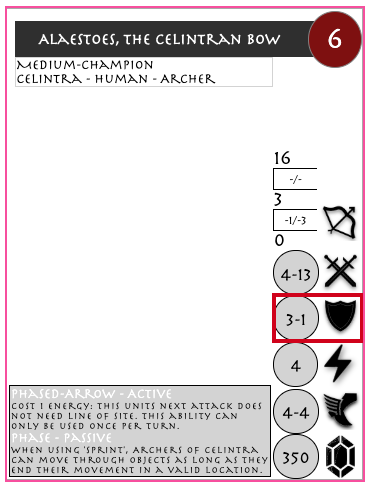 Alaestoes, the Celintran Bow
6
Medium-Champion
Celintra - Human - Archer
16
-/-
3
-1/-3
0
4-13
3-1
4
4-4
350
Phased-Arrow - Active
Cost 1 energy: This units next attack does
not need line of site. This ability can
only be used once per turn.
Phase - Passive
When using 'Sprint', Archers of Celintra
can move through objects as long as they
end their movement in a valid location.